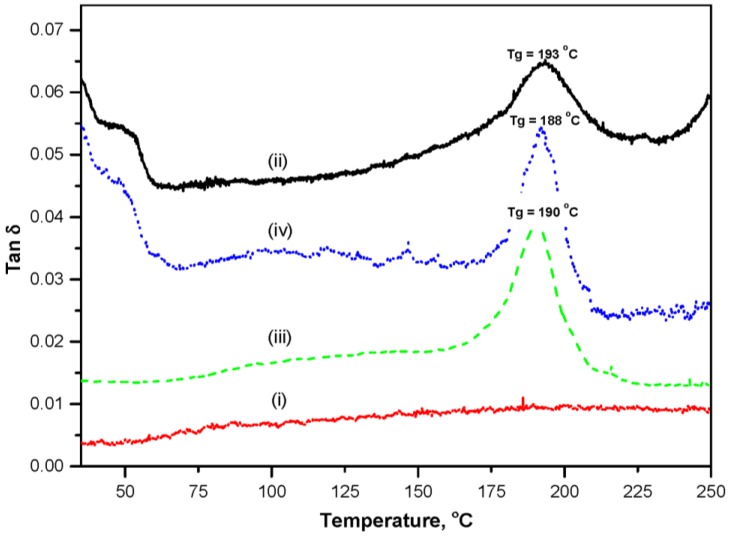 0.07
0.06
0.05
0.04
0.03
0.02
0.01
0.00
Tan δ
Tg = 193 °C
Tg = 188 °C
(ii)
Tg = 190 °C
(iv)
(iii)
(i)
50 75 100 125 150 175 200 225 250
Temperature, °C